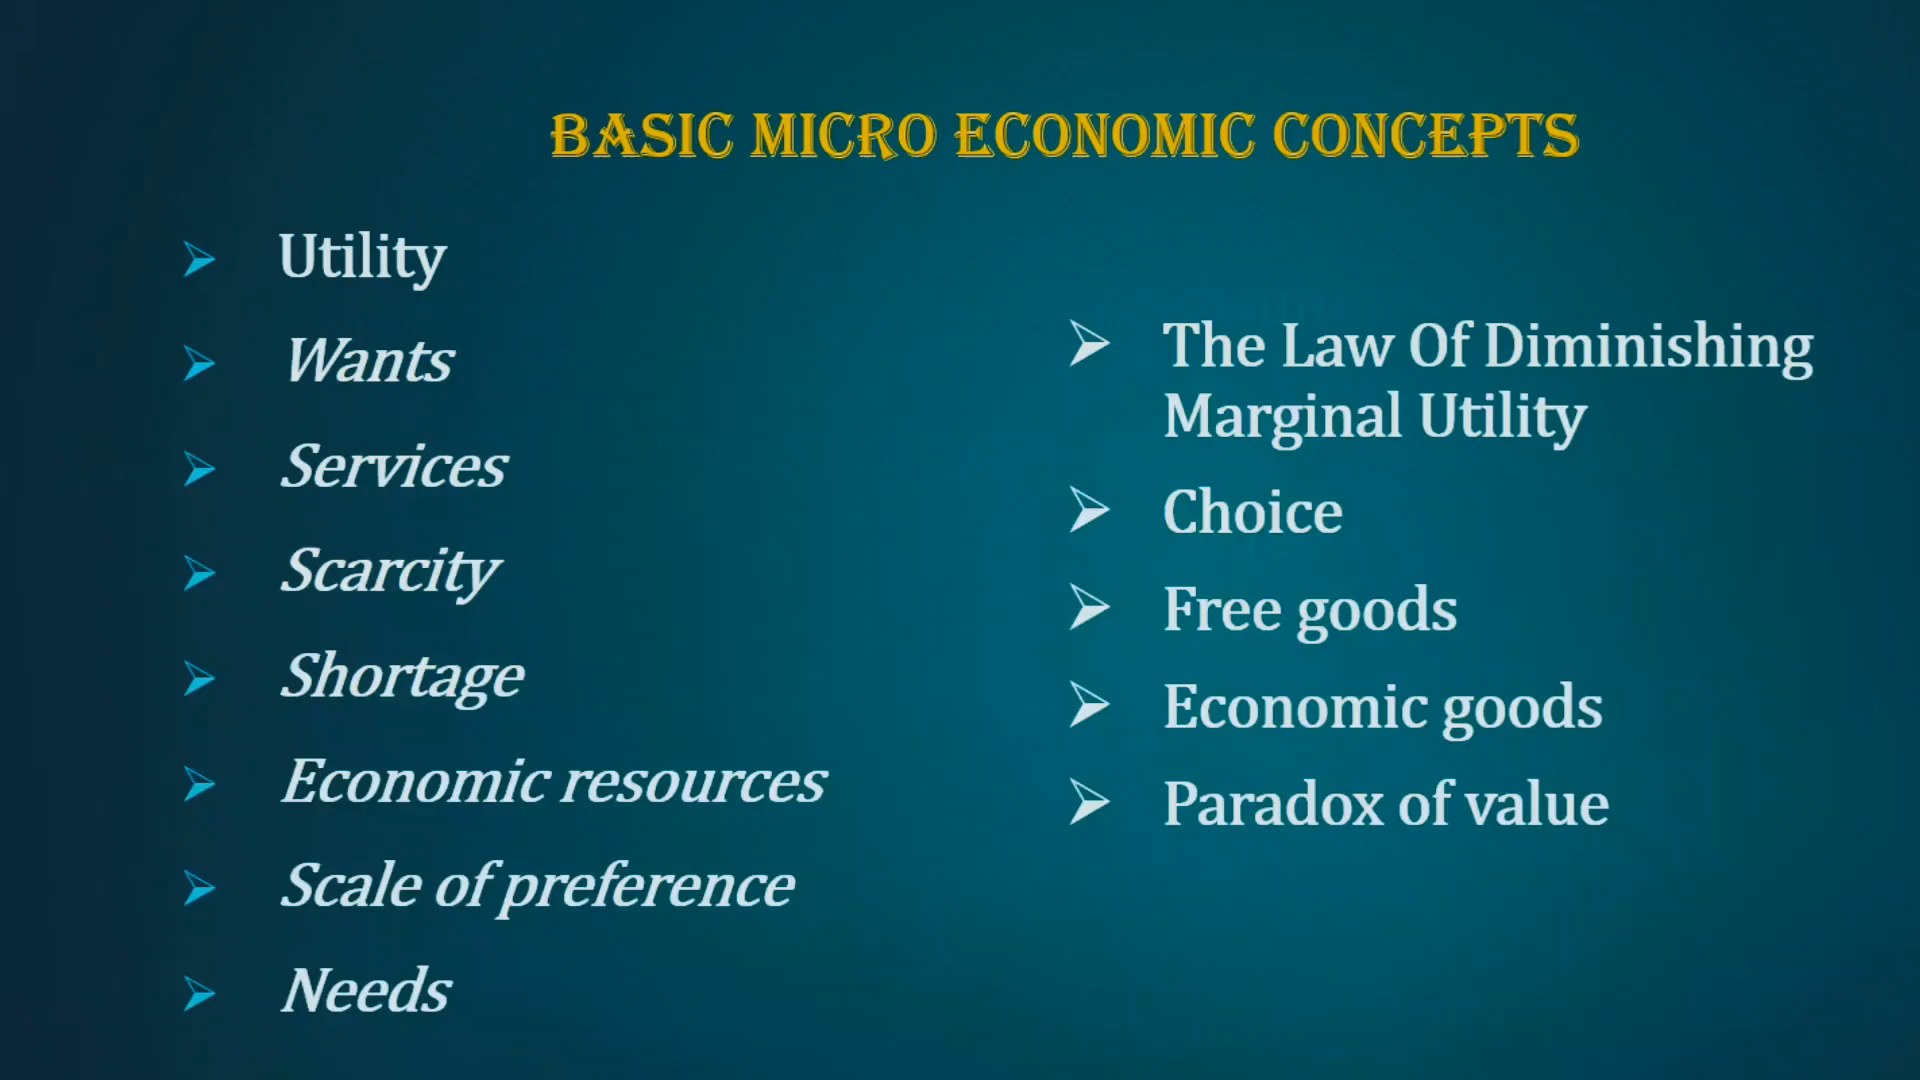 BASIC MICRO ECONOMIC CONCEPTS
Utility
Wants
Services
Scarcity
Shortage
Economic resources
Scale of preference
Needs
The Law Of Diminishing
Marginal Utility
Choice
Free goods
Economic goods
Paradox of value